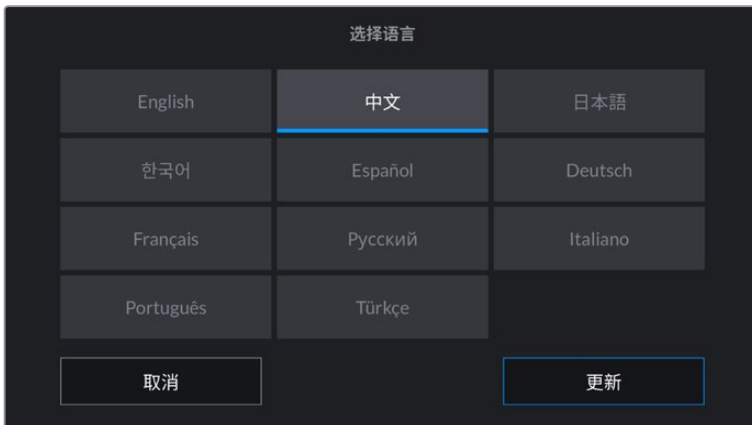 选择语言
English 中文 日本語
한국어 Español Deutsch
Français Русский Italiano
Português Türkçe
取消 更新